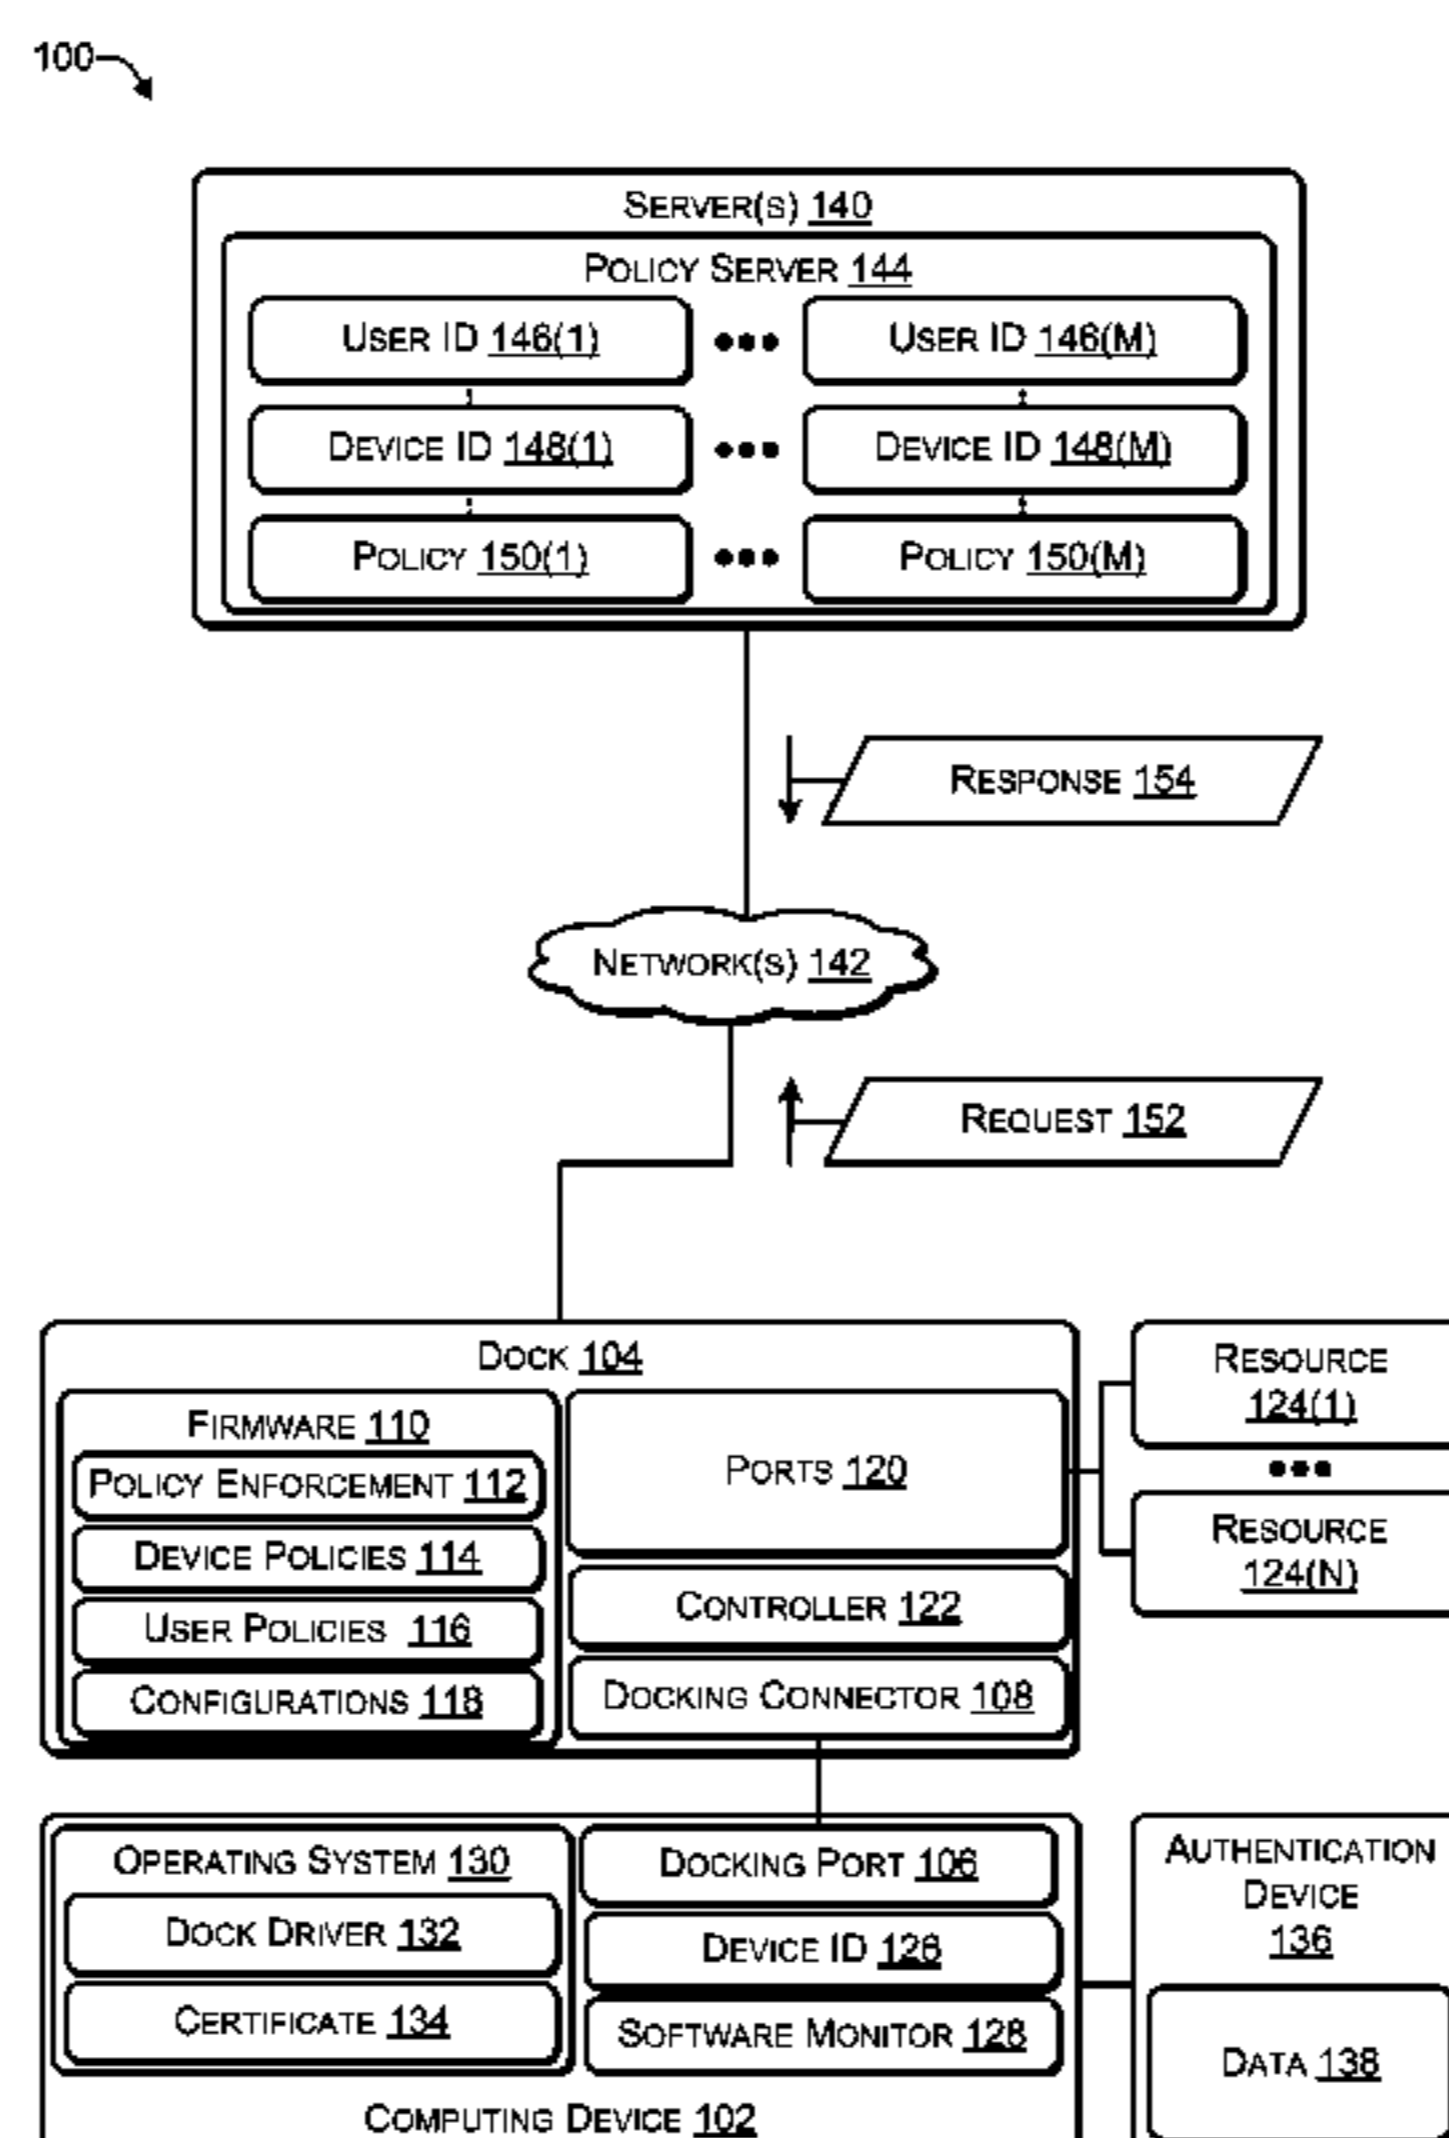 100
SERVER(S) 140
POLICY SERVER 144
USER ID 146(1) ••• USER ID 146(M)
DEVICE ID 148(1) ••• DEVICE ID 148(M)
POLICY 150(1) ••• POLICY 150(M)
RESPONSE 154
NETWORK(S) 142
REQUEST 152
DOCK 104
FIRMWARE 110
POLICY ENFORCEMENT 112
DEVICE POLICIES 114
USER POLICIES 116
CONFIGURATIONS 118
PORTS 120
CONTROLLER 122
DOCKING CONNECTOR 108
RESOURCE
124(1)
•••
RESOURCE
124(N)
OPERATING SYSTEM 130
DOCK DRIVER 132
CERTIFICATE 134
DOCKING PORT 106
DEVICE ID 126
SOFTWARE MONITOR 128
COMPUTING DEVICE 102
AUTHENTICATION
DEVICE
136
DATA 138